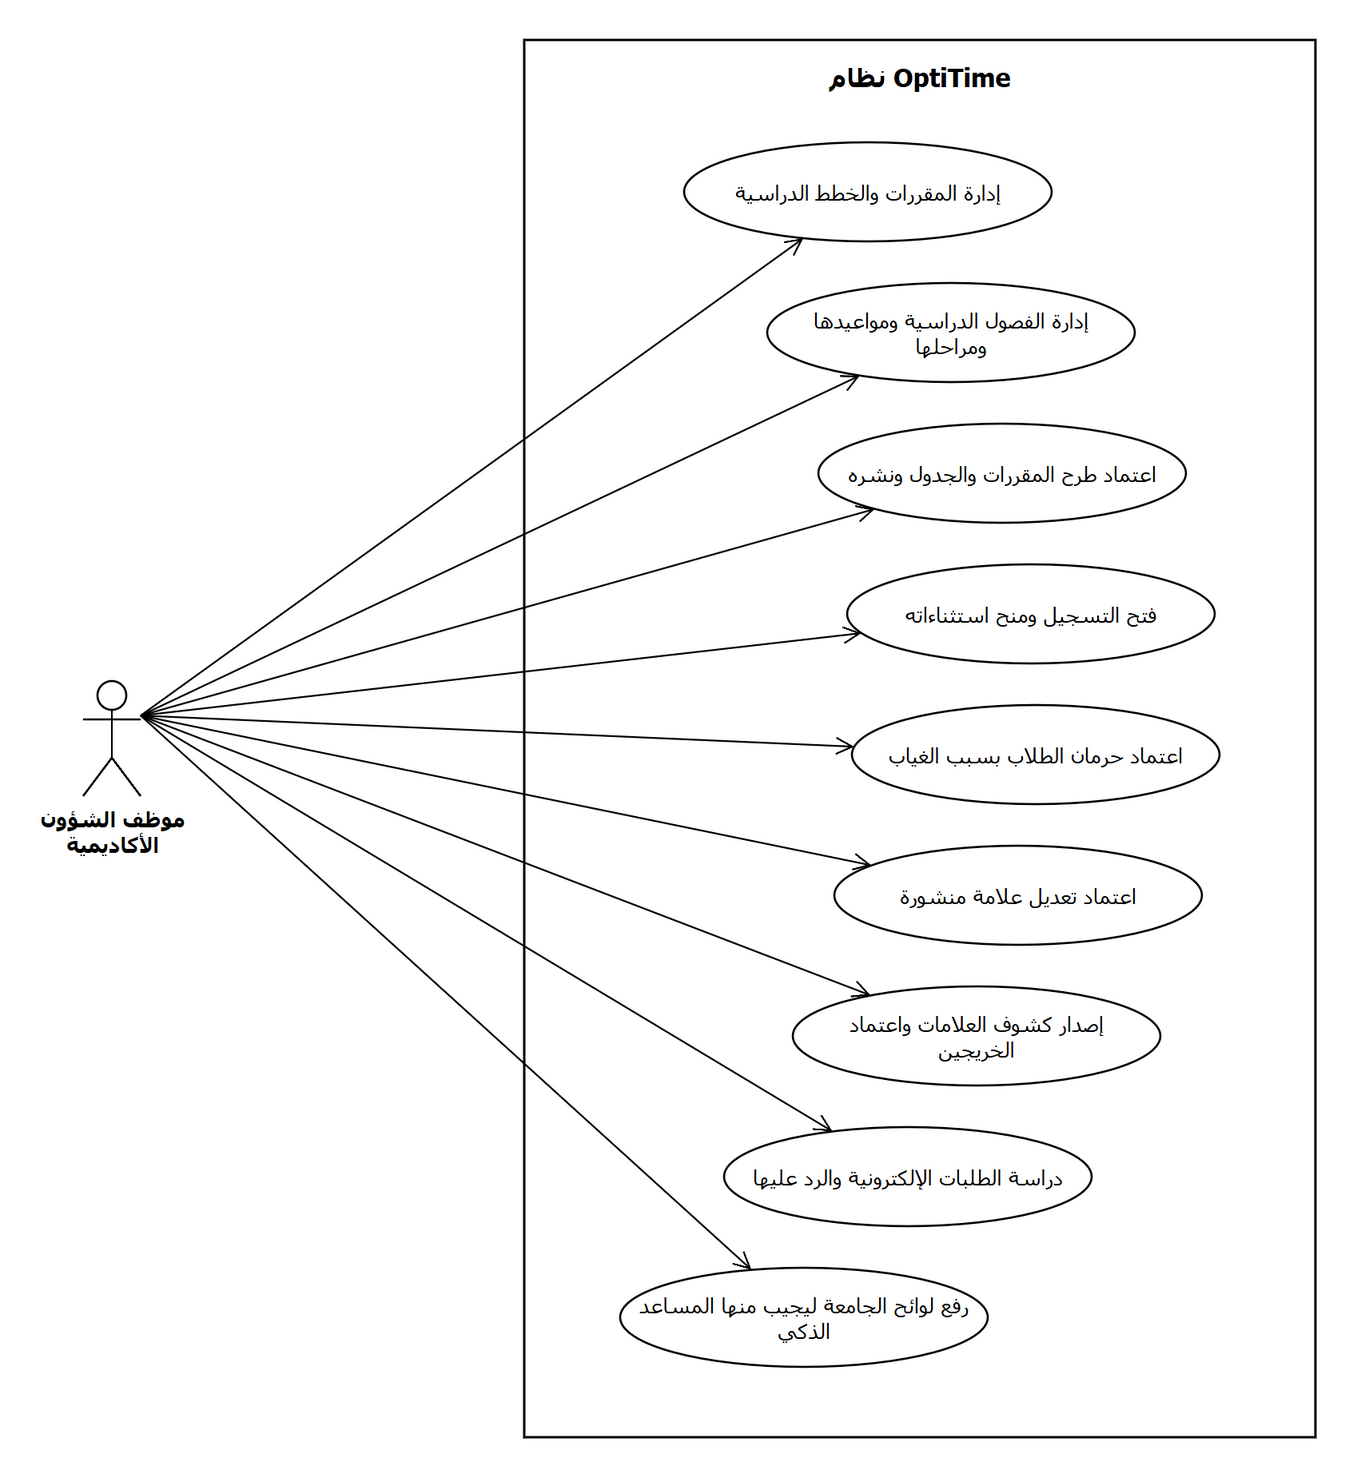 نظام OptiTime
إدارة المقررات والخطط الدراسية
إدارة الفصول الدراسية ومواعيدها
ومراحلها
اعتماد طرح المقررات والجدول ونشره
فتح التسجيل ومنح استثناءاته
اعتماد حرمان الطلاب بسبب الغياب
موظف الشؤون
الأكاديمية
اعتماد تعديل علامة منشورة
إصدار كشوف العلامات واعتماد
الخريجين
دراسة الطلبات الإلكترونية والرد عليها
رفع لوائح الجامعة ليجيب منها المساعد
الذكي